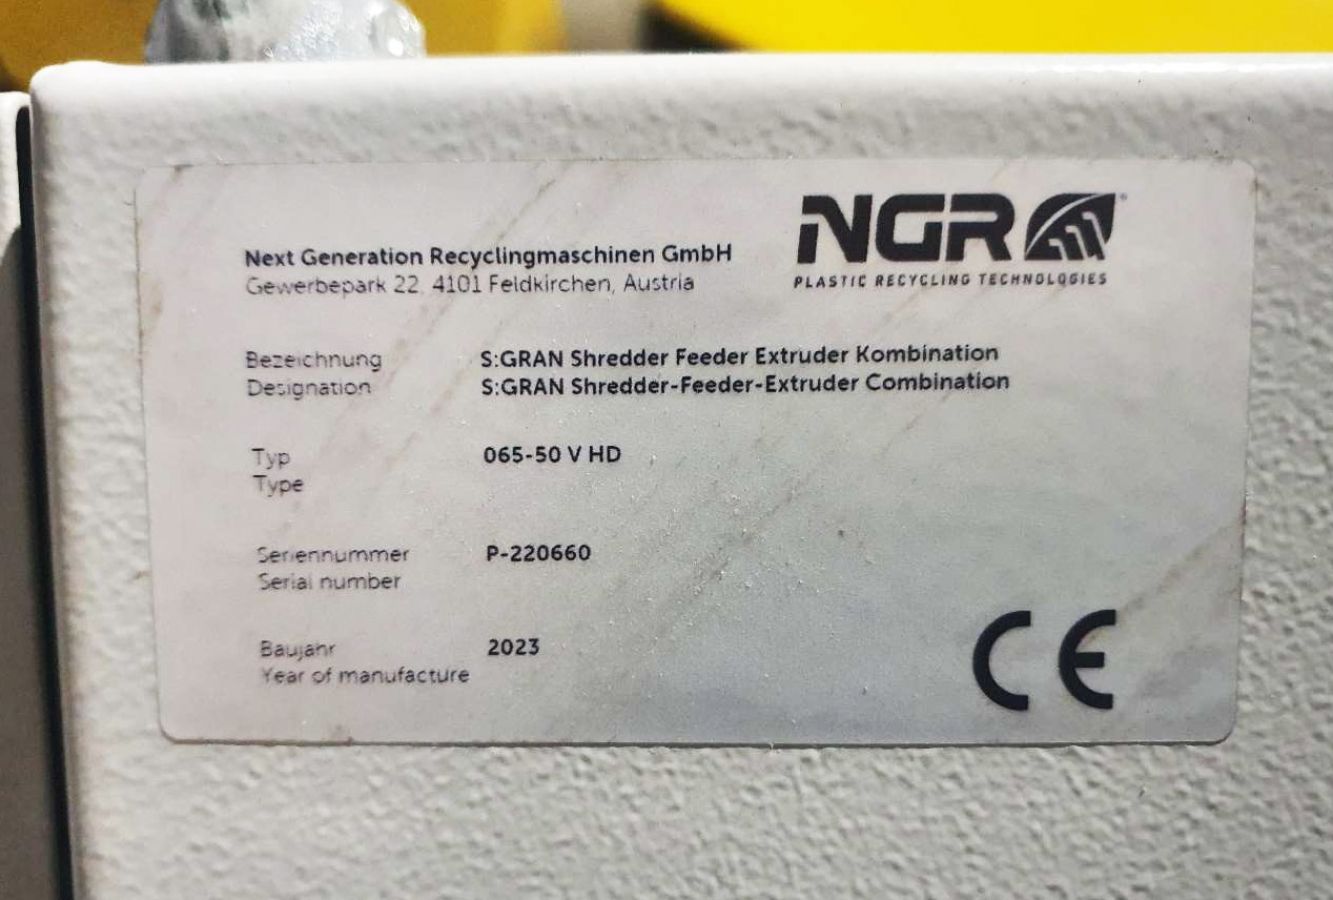 NGR
PLASTIC RECYCLING TECHNOLOGIES
Next Generation Recyclingmaschinen GmbH
Gewerbepark 22, 4101 Feldkirchen, Austria
Bezeichnung S:GRAN Shredder Feeder Extruder Kombination
Designation S:GRAN Shredder-Feeder-Extruder Combination
Typ 065-50 V HD
Type
Seriennummer P-220660
Serial number
Baujahr 2023
Year of manufacture
CE